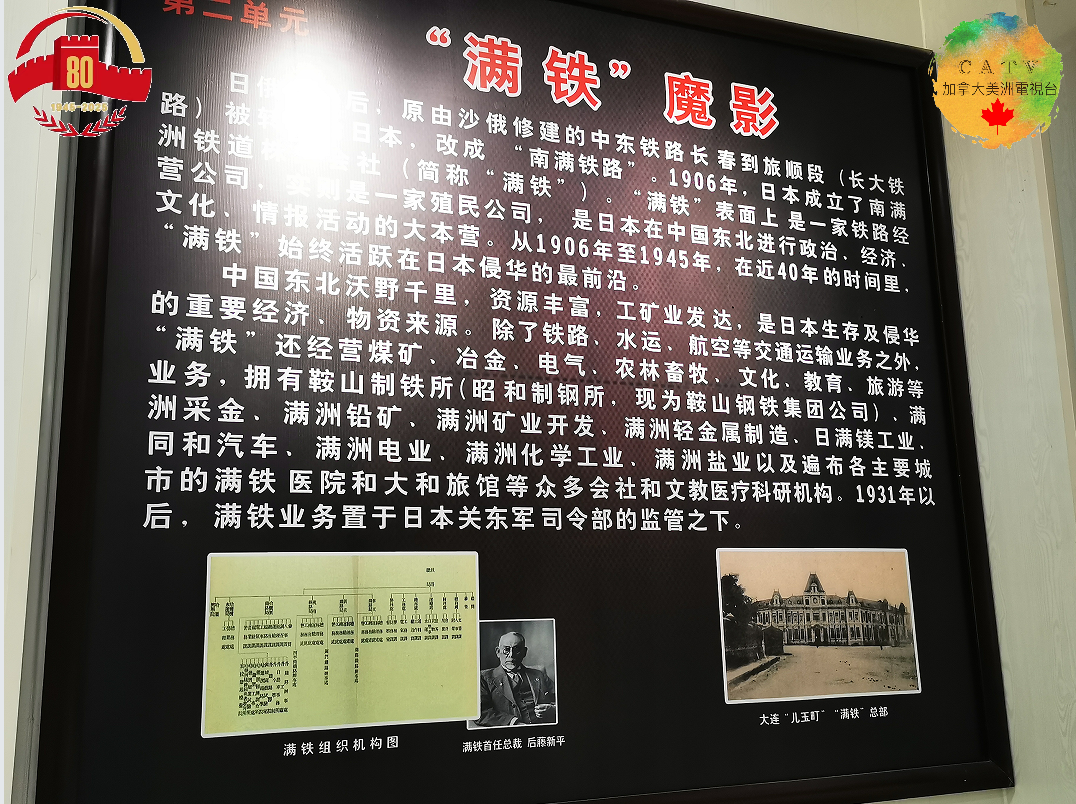 80
1945-2025
CATV
加拿大美洲電視台
第二单元
“满铁”魔影
日俄 后，原由沙俄修建的中东铁路长春到旅顺段（长大铁
路）被 日本，改成“南满铁路”。1906年，日本成立了南满
洲铁道株 会社（简称“满铁”）。“满铁”表面上是一家铁路经
营公司，实则是一家殖民公司，是日本在中国东北进行政治、经济、
文化、情报活动的大本营。从1906年至1945年，在近40年的时间里，
“满铁”始终活跃在日本侵华的最前沿。
中国东北沃野千里，资源丰富，工矿业发达，是日本生存及侵华
的重要经济、物资来源。除了铁路、水运、航空等交通运输业务之外，
“满铁”还经营煤矿、冶金、电气、农林畜牧、文化、教育、旅游等
业务，拥有鞍山制铁所(昭和制钢所，现为鞍山钢铁集团公司)、满
洲采金、满洲铅矿、满洲矿业开发、满洲轻金属制造、日满镁工业、
同和汽车、满洲电业、满洲化学工业、满洲盐业以及遍布各主要城
市的满铁医院和大和旅馆等众多会社和文教医疗科研机构。1931年以
后，满铁业务置于日本关东军司令部的监管之下。
满铁组织机构图
满铁首任总裁 后藤新平
大连“儿玉町”“满铁”总部